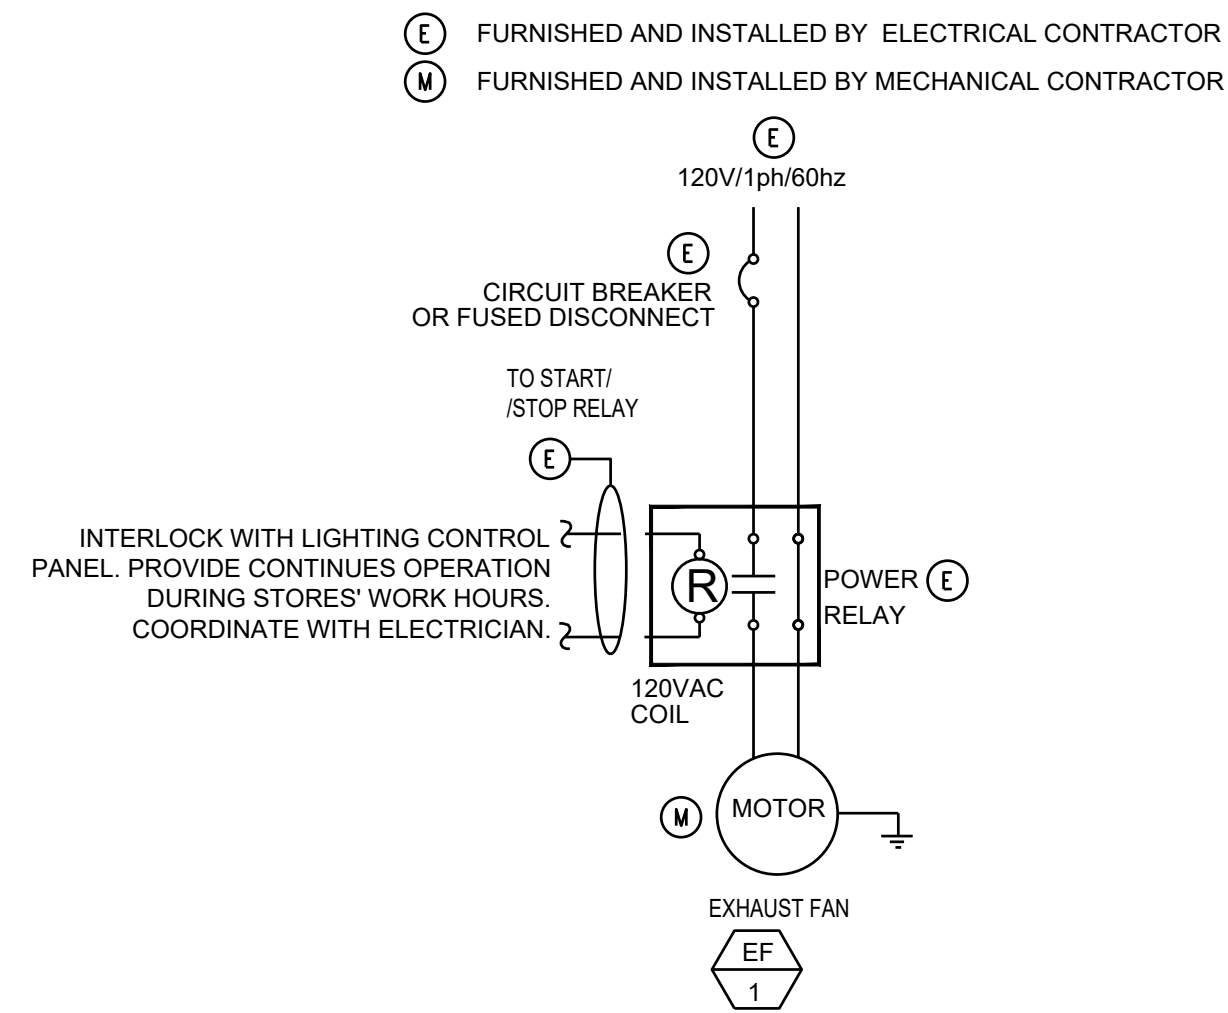 E FURNISHED AND INSTALLED BY ELECTRICAL CONTRACTOR
M FURNISHED AND INSTALLED BY MECHANICAL CONTRACTOR
E
120V/1ph/60hz
E
CIRCUIT BREAKER
OR FUSED DISCONNECT
TO START/
/STOP RELAY
E
INTERLOCK WITH LIGHTING CONTROL
PANEL. PROVIDE CONTINUES OPERATION
DURING STORES' WORK HOURS.
COORDINATE WITH ELECTRICIAN.
R
POWER E
RELAY
120VAC
COIL
MOTOR
M
EXHAUST FAN
EF
1